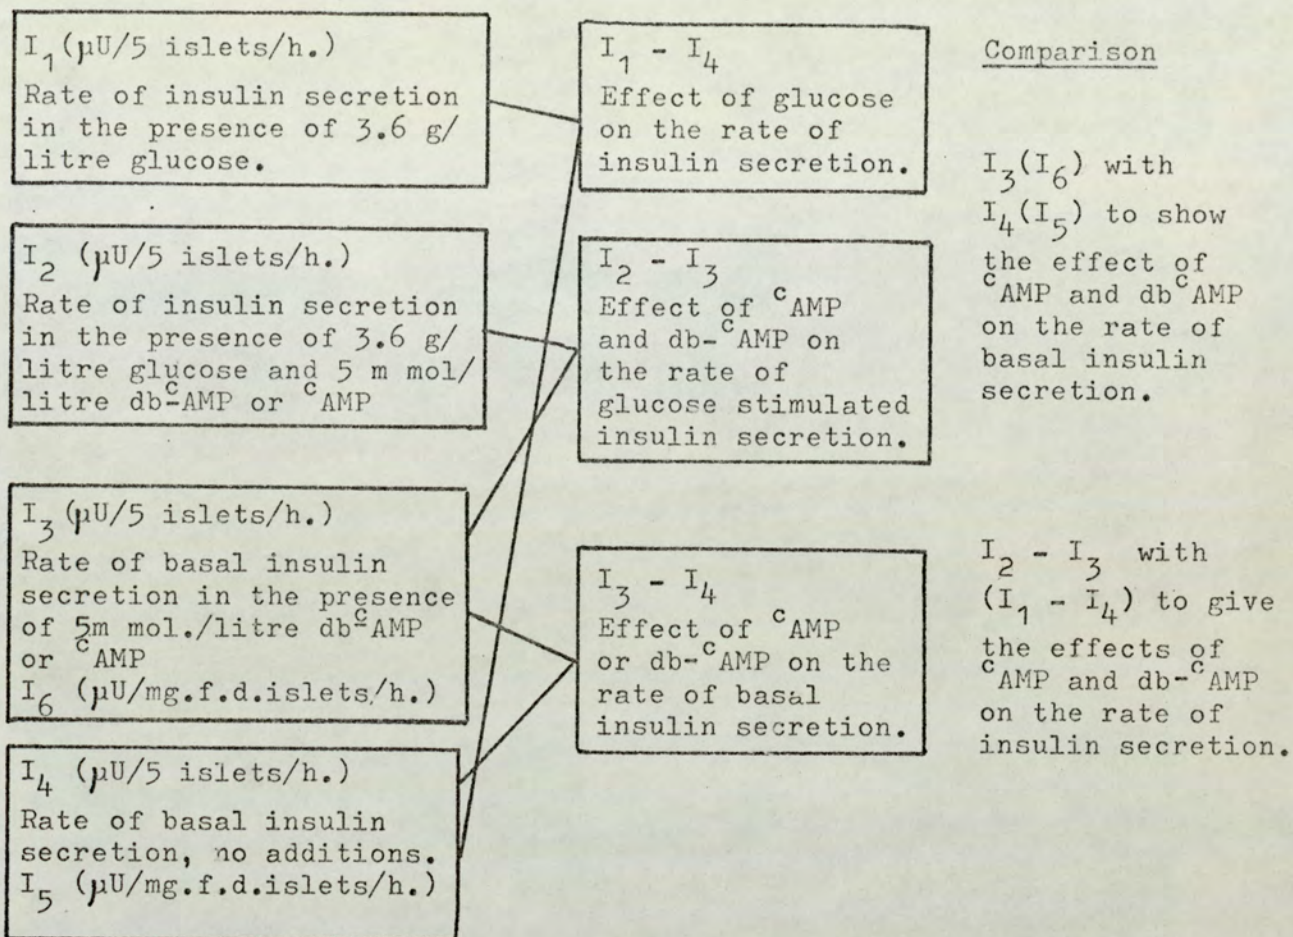 I₁ (µU/5 islets/h.)
Rate of insulin secretion
in the presence of 3.6 g/
litre glucose.
I₂ (µU/5 islets/h.)
Rate of insulin secretion
in the presence of 3.6 g/
litre glucose and 5 m mol/
litre db-ᶜAMP or ᶜAMP
I₃ (µU/5 islets/h.)
Rate of basal insulin
secretion in the presence
of 5m mol./litre db-ᶜAMP
or ᶜAMP
I₆ (µU/mg.f.d.islets/h.)
I₄ (µU/5 islets/h.)
Rate of basal insulin
secretion, no additions.
I₅ (µU/mg.f.d.islets/h.)
I₁ - I₄
Effect of glucose
on the rate of
insulin secretion.
I₂ - I₃
Effect of ᶜAMP
and db-ᶜAMP on
the rate of
glucose stimulated
insulin secretion.
I₃ - I₄
Effect of ᶜAMP
or db-ᶜAMP on the
rate of basal
insulin secretion.
Comparison
I₃(I₆) with
I₄(I₅) to show
the effect of
ᶜAMP and dbᶜAMP
on the rate of
basal insulin
secretion.
I₂ - I₃ with
(I₁ - I₄) to give
the effects of
ᶜAMP and db-ᶜAMP
on the rate of
insulin secretion.